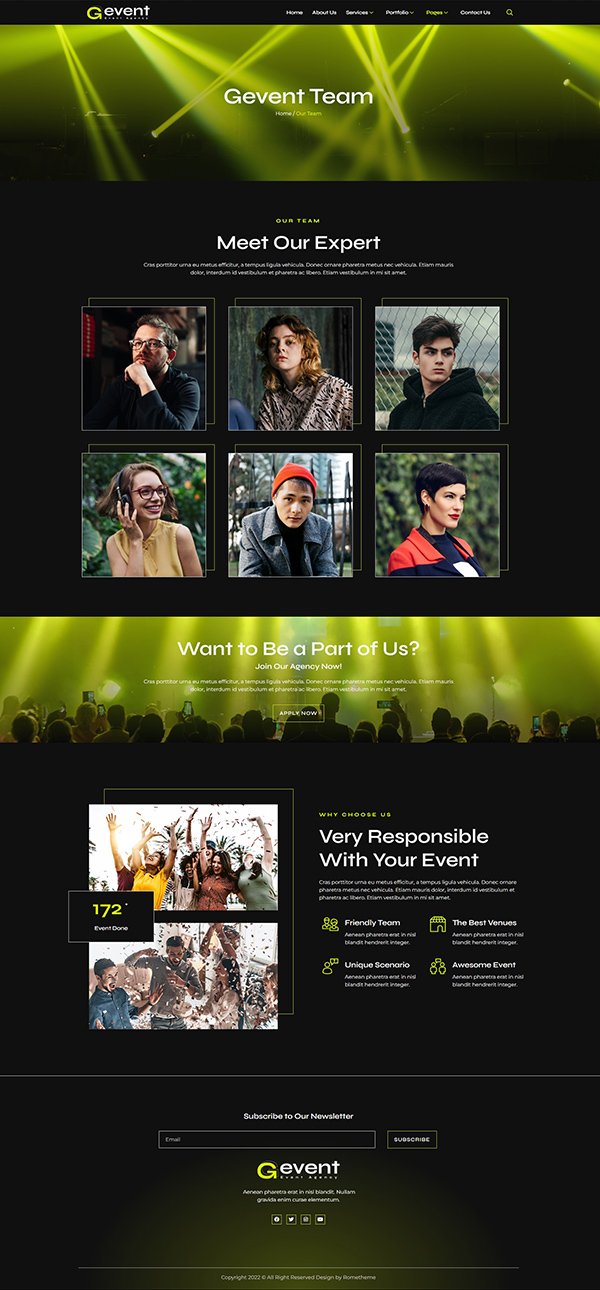 Gevent
Event Agency
Home About Us Services Portfolio Pages Contact Us
Gevent Team
Home / Our Team
OUR TEAM
Meet Our Expert
Cras porttitor urna eu metus efficitur, a tempus ligula vehicula. Donec ornare pharetra metus nec vehicula. Etiam mauris
dolor, interdum id vestibulum et pharetra ac libero. Etiam vestibulum in mi sit amet.
Want to Be a Part of Us?
Join Our Agency Now!
Cras porttitor urna eu metus efficitur, a tempus ligula vehicula. Donec ornare pharetra metus nec vehicula. Etiam mauris
dolor, interdum id vestibulum et pharetra ac libero. Etiam vestibulum in mi sit amet.
APPLY NOW
172+
Event Done
WHY CHOOSE US
Very Responsible
With Your Event
Cras porttitor urna eu metus efficitur, a tempus ligula vehicula. Donec ornare
pharetra metus nec vehicula. Etiam mauris dolor, interdum id vestibulum et
pharetra ac libero. Etiam vestibulum in mi sit amet.
Friendly Team
Aenean pharetra erat in nisl
blandit hendrerit integer.
The Best Venues
Aenean pharetra erat in nisl
blandit hendrerit integer.
Unique Scenario
Aenean pharetra erat in nisl
blandit hendrerit integer.
Awesome Event
Aenean pharetra erat in nisl
blandit hendrerit integer.
Subscribe to Our Newsletter
Email
SUBSCRIBE
Gevent
Event Agency
Aenean pharetra erat in nisl blandit. Nullam
gravida enim curae elementum.
Copyright 2022 © All Right Reserved Design by Rometheme